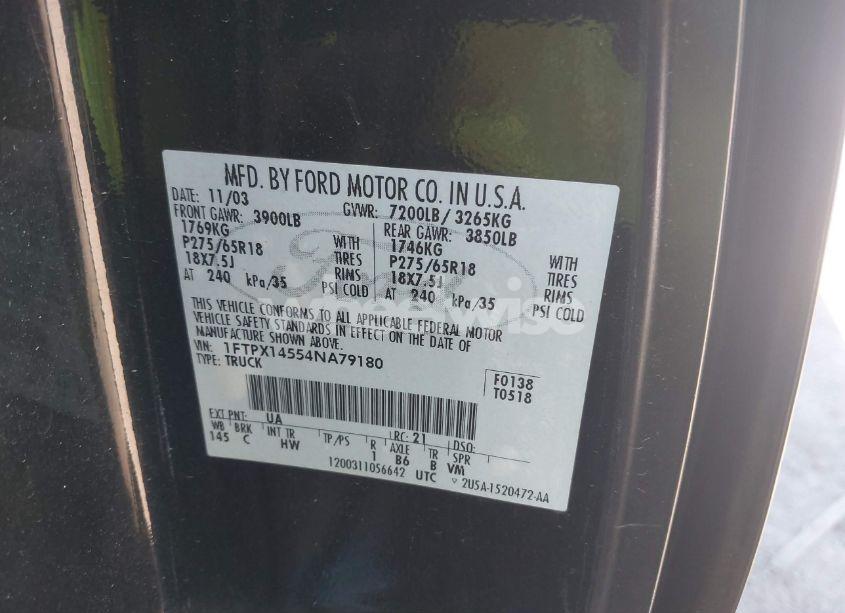 MFD. BY FORD MOTOR CO. IN U.S.A.
DATE: 11/03 GVWR: 7200LB / 3265KG
FRONT GAWR: 3900LB REAR GAWR: 3850LB
1769KG WITH 1746KG WITH
P275/65R18 TIRES P275/65R18 TIRES
18X7.5J RIMS 18X7.5J RIMS
AT 240 kPa/35 PSI COLD AT 240 kPa/35 PSI COLD
THIS VEHICLE CONFORMS TO ALL APPLICABLE FEDERAL MOTOR
VEHICLE SAFETY STANDARDS IN EFFECT ON THE DATE OF
MANUFACTURE SHOWN ABOVE.
VIN: 1FTPX14554NA79180
TYPE: TRUCK
F0138
T0518
EXT PNT: UA RC: 21 DSO:
WB BRK INT TR TP/PS R AXLE TR SPR
145 C HW 1 B6 B VM
1200311056642 UTC 2U5A-1520472-AA
Ford
wheelwise